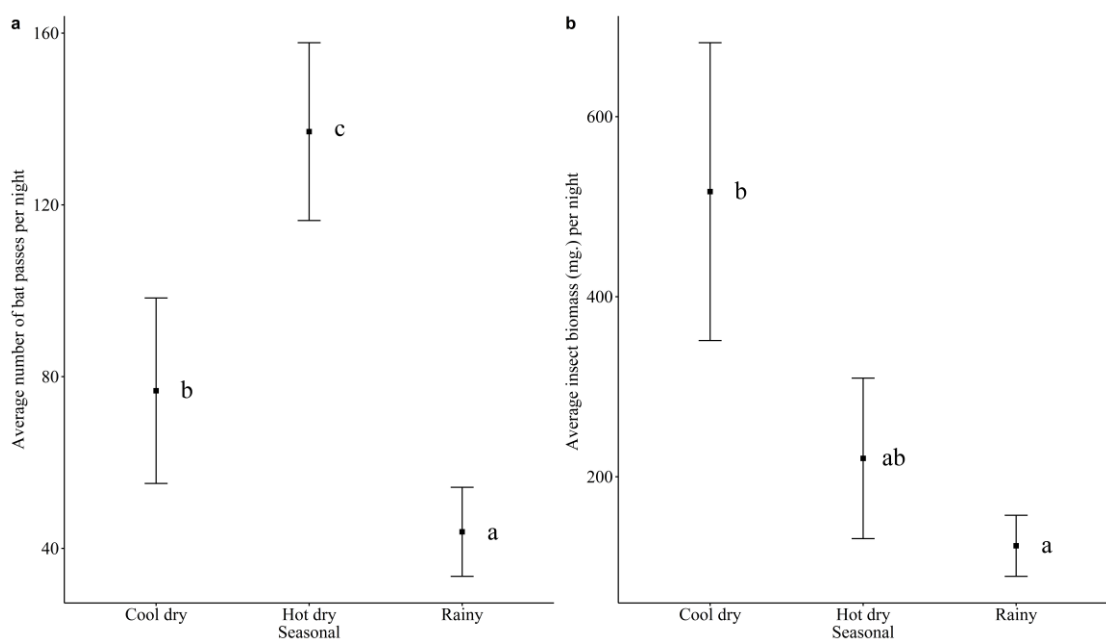 a
Average number of bat passes per night
160
120
80
40
c
b
a
Cool dry Hot dry Rainy
Seasonal
b
Average insect biomass (mg.) per night
600
400
200
b
ab
a
Cool dry Hot dry Rainy
Seasonal